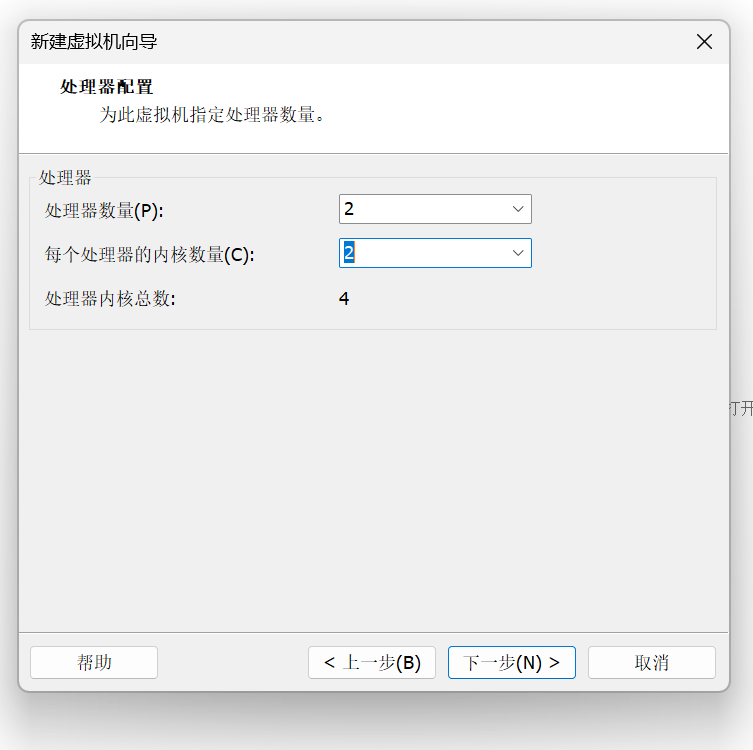 新建虚拟机向导
处理器配置
为此虚拟机指定处理器数量。
处理器
处理器数量(P): 2
每个处理器的内核数量(C): 2
处理器内核总数: 4
打开
帮助 < 上一步(B) 下一步(N) > 取消